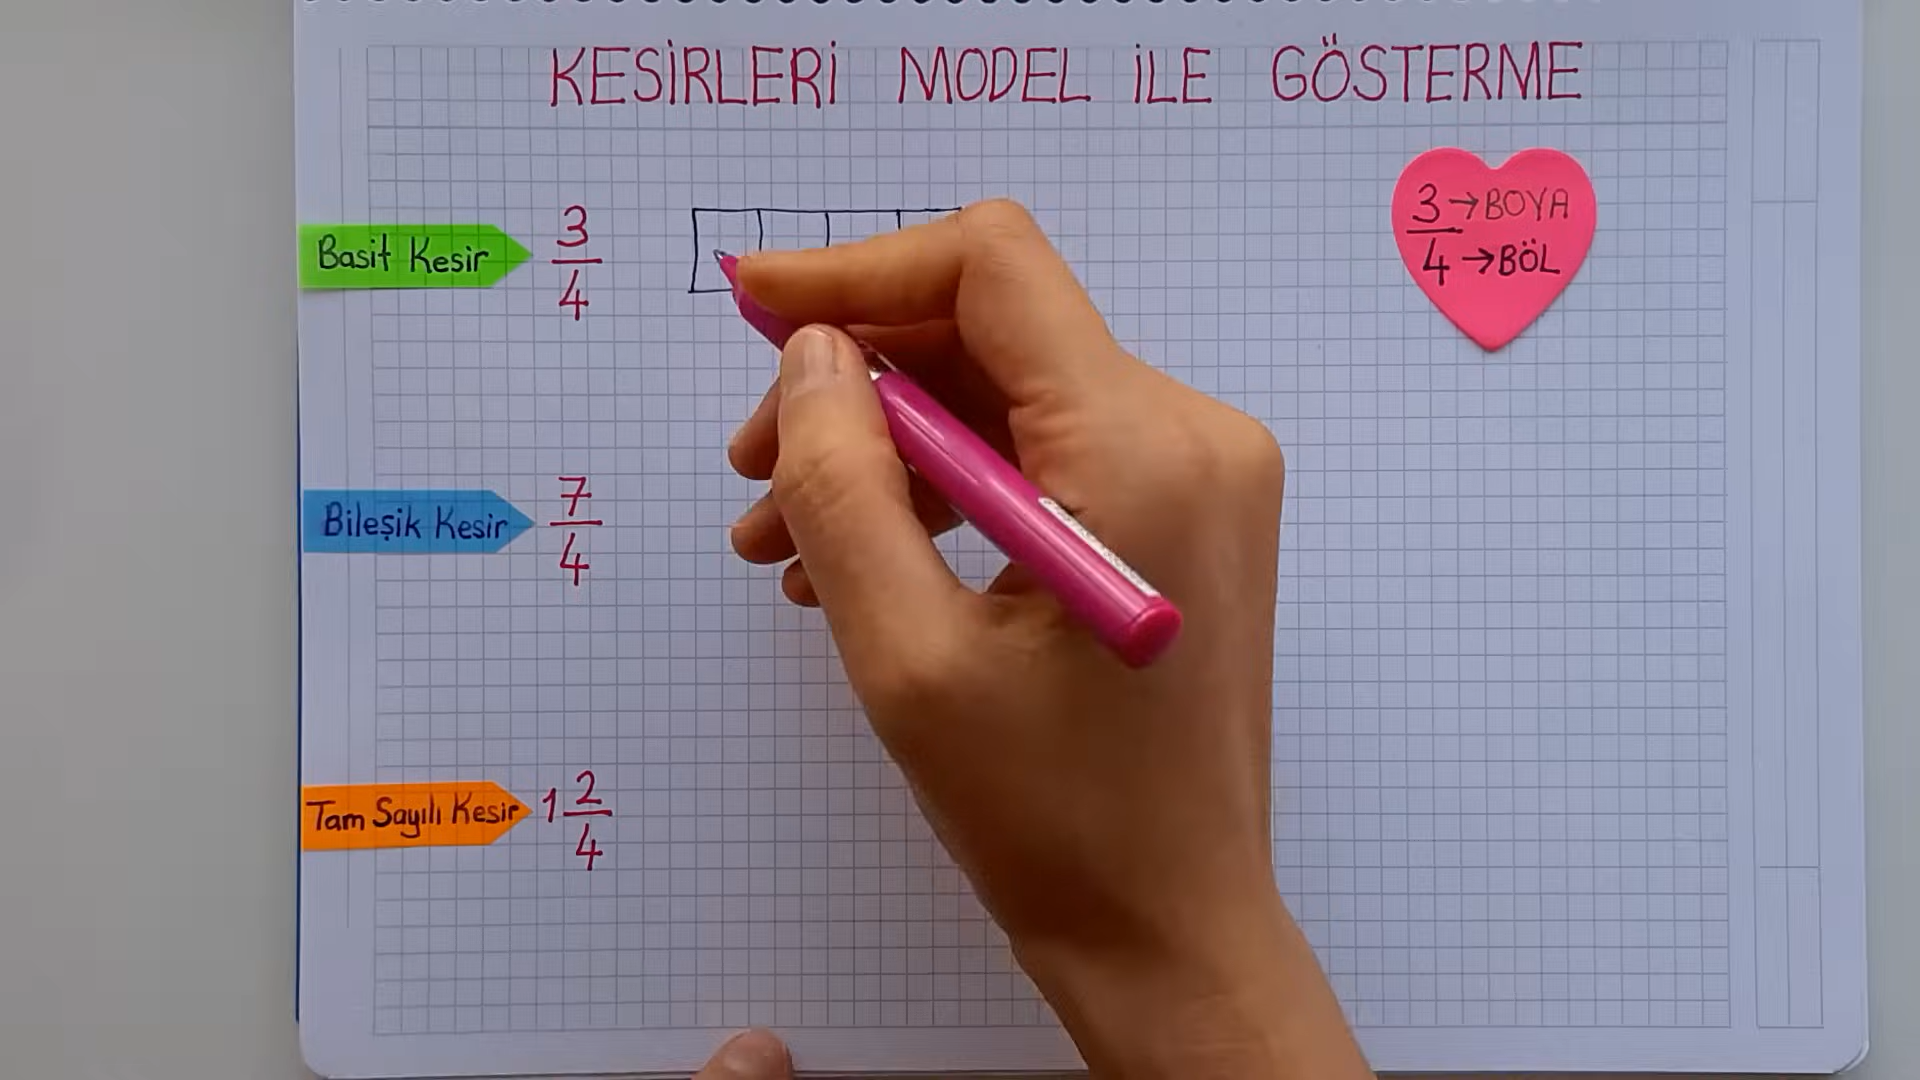 KESİRLERİ MODEL İLE GÖSTERME
Basit Kesir
3
4
3→BOYA
4→BÖL
Bileşik Kesir
7
4
Tam Sayılı Kesir
1 2
4